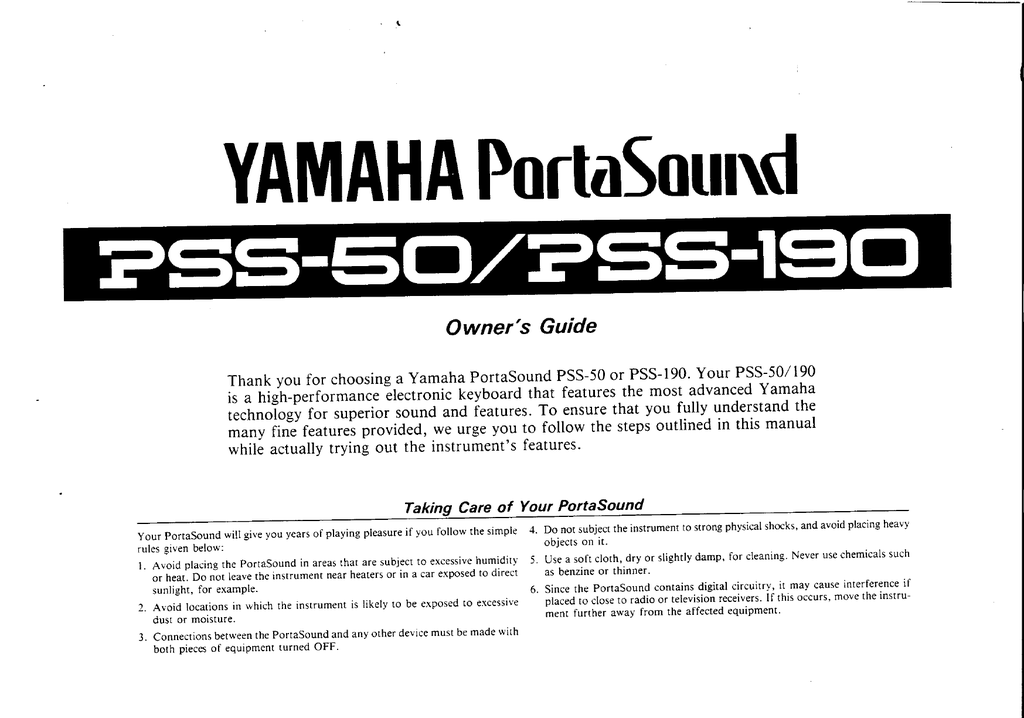 YAMAHA PortaSound
PSS-50/PSS-190
Owner's Guide
Thank you for choosing a Yamaha PortaSound PSS-50 or PSS-190. Your PSS-50/190
is a high-performance electronic keyboard that features the most advanced Yamaha
technology for superior sound and features. To ensure that you fully understand the
many fine features provided, we urge you to follow the steps outlined in this manual
while actually trying out the instrument's features.
Taking Care of Your PortaSound
Your PortaSound will give you years of playing pleasure if you follow the simple
rules given below:
1. Avoid placing the PortaSound in areas that are subject to excessive humidity
or heat. Do not leave the instrument near heaters or in a car exposed to direct
sunlight, for example.
2. Avoid locations in which the instrument is likely to be exposed to excessive
dust or moisture.
3. Connections between the PortaSound and any other device must be made with
both pieces of equipment turned OFF.
4. Do not subject the instrument to strong physical shocks, and avoid placing heavy
objects on it.
5. Use a soft cloth, dry or slightly damp, for cleaning. Never use chemicals such
as benzine or thinner.
6. Since the PortaSound contains digital circuitry, it may cause interference if
placed to close to radio or television receivers. If this occurs, move the instru-
ment further away from the affected equipment.